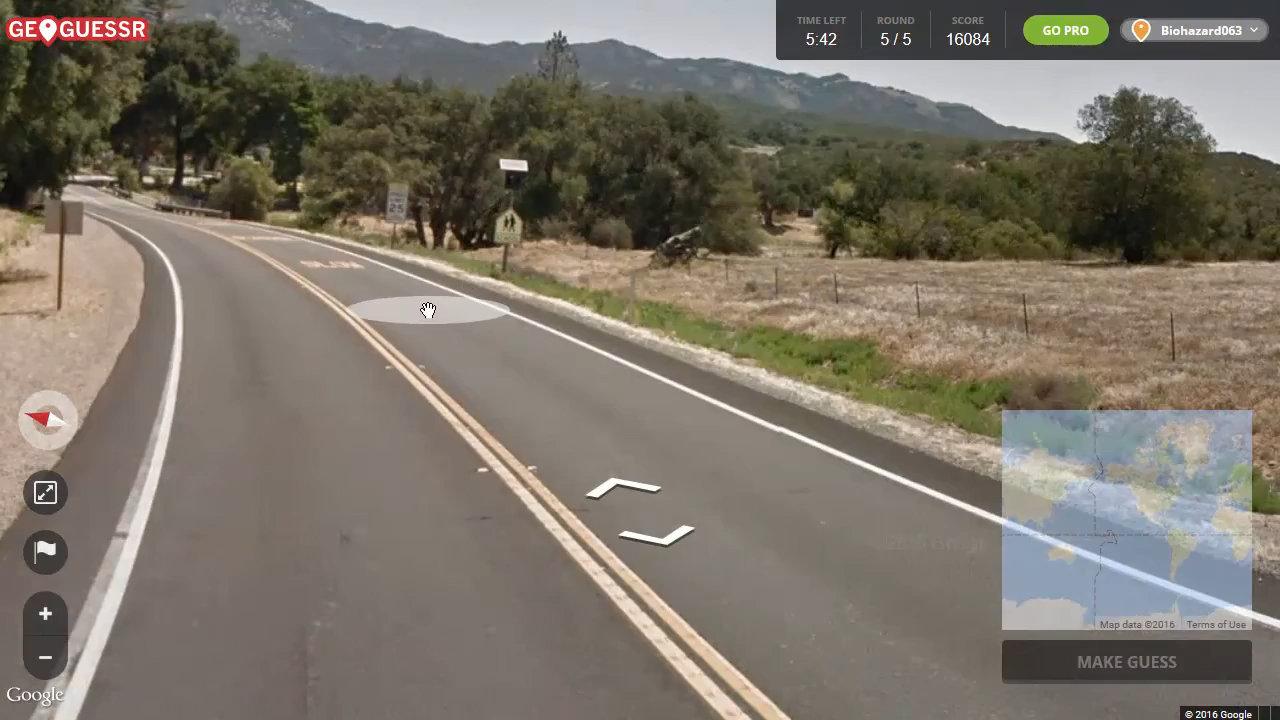 GEOGUESSR
TIME LEFT
5:42
ROUND
5 / 5
SCORE
16084
GO PRO
Biohazard063
25
SLOW
+
−
Google
Map data ©2016
Terms of Use
MAKE GUESS
© 2016 Google